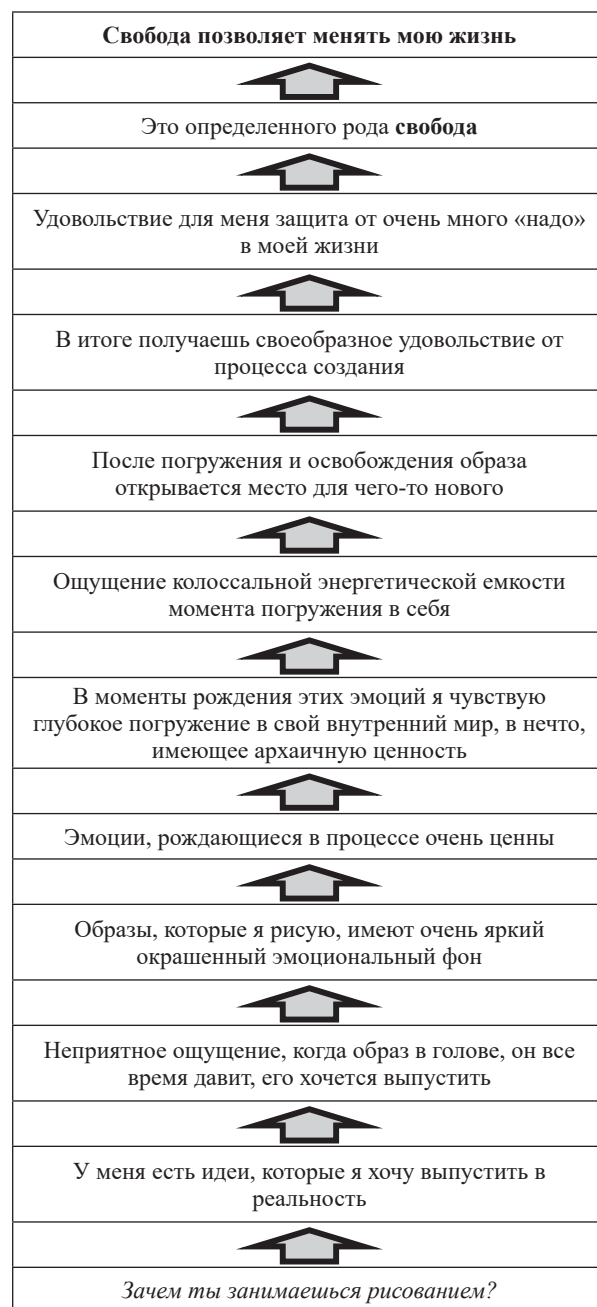 Свобода позволяет менять мою жизнь
Это определенного рода свобода
Удовольствие для меня защита от очень много «надо»
в моей жизни
В итоге получаешь своеобразное удовольствие от
процесса создания
После погружения и освобождения образа
открывается место для чего-то нового
Ощущение колоссальной энергетической емкости
момента погружения в себя
В моменты рождения этих эмоций я чувствую
глубокое погружение в свой внутренний мир, в нечто,
имеющее архаичную ценность
Эмоции, рождающиеся в процессе очень ценны
Образы, которые я рисую, имеют очень яркий
окрашенный эмоциональный фон
Неприятное ощущение, когда образ в голове, он все
время давит, его хочется выпустить
У меня есть идеи, которые я хочу выпустить в
реальность
Зачем ты занимаешься рисованием?